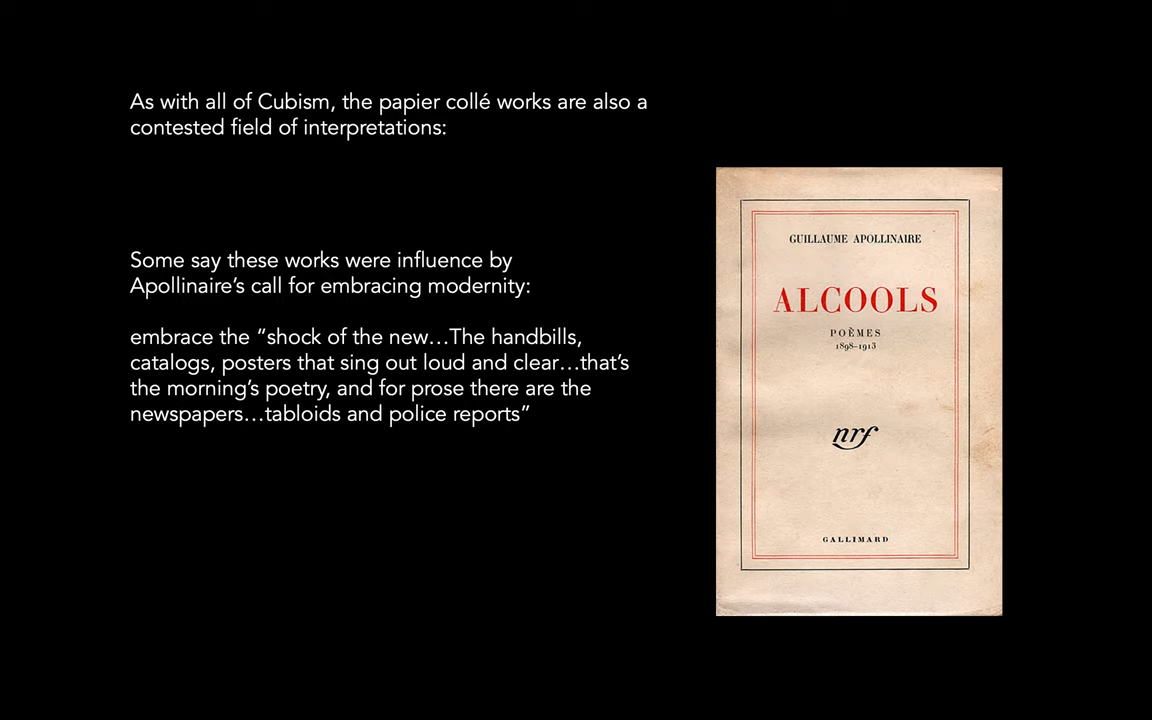 As with all of Cubism, the papier collé works are also a
contested field of interpretations:
Some say these works were influence by
Apollinaire’s call for embracing modernity:
embrace the “shock of the new…The handbills,
catalogs, posters that sing out loud and clear…that’s
the morning’s poetry, and for prose there are the
newspapers…tabloids and police reports”
GUILLAUME APOLLINAIRE
ALCOOLS
POÈMES
1898–1913
nrf
GALLIMARD